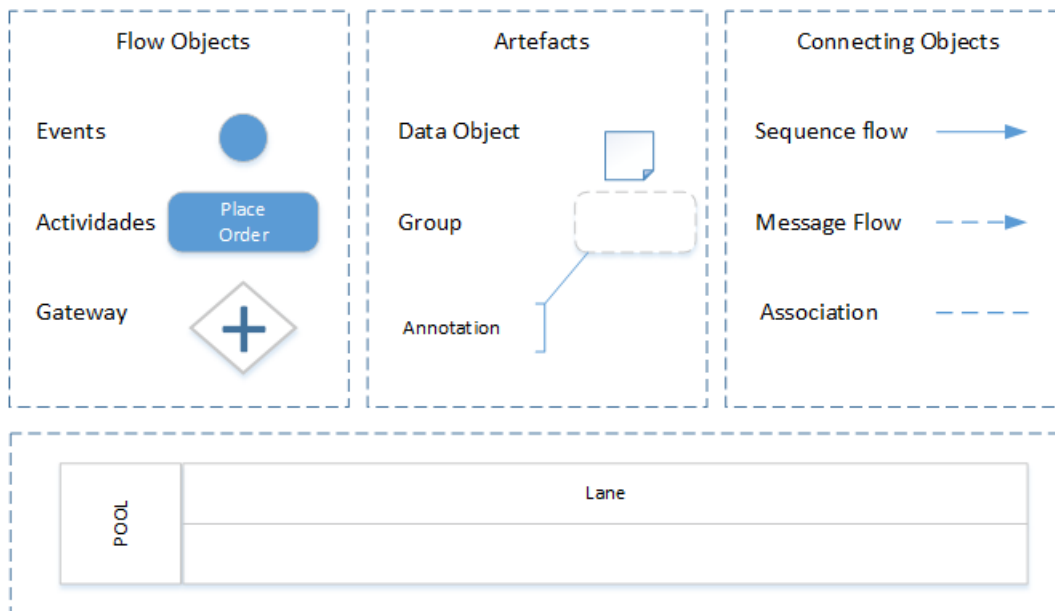 Flow Objects
Events
Actividades
Place
Order
Gateway
Artefacts
Data Object
Group
Annotation
Connecting Objects
Sequence flow
Message Flow
Association
POOL
Lane